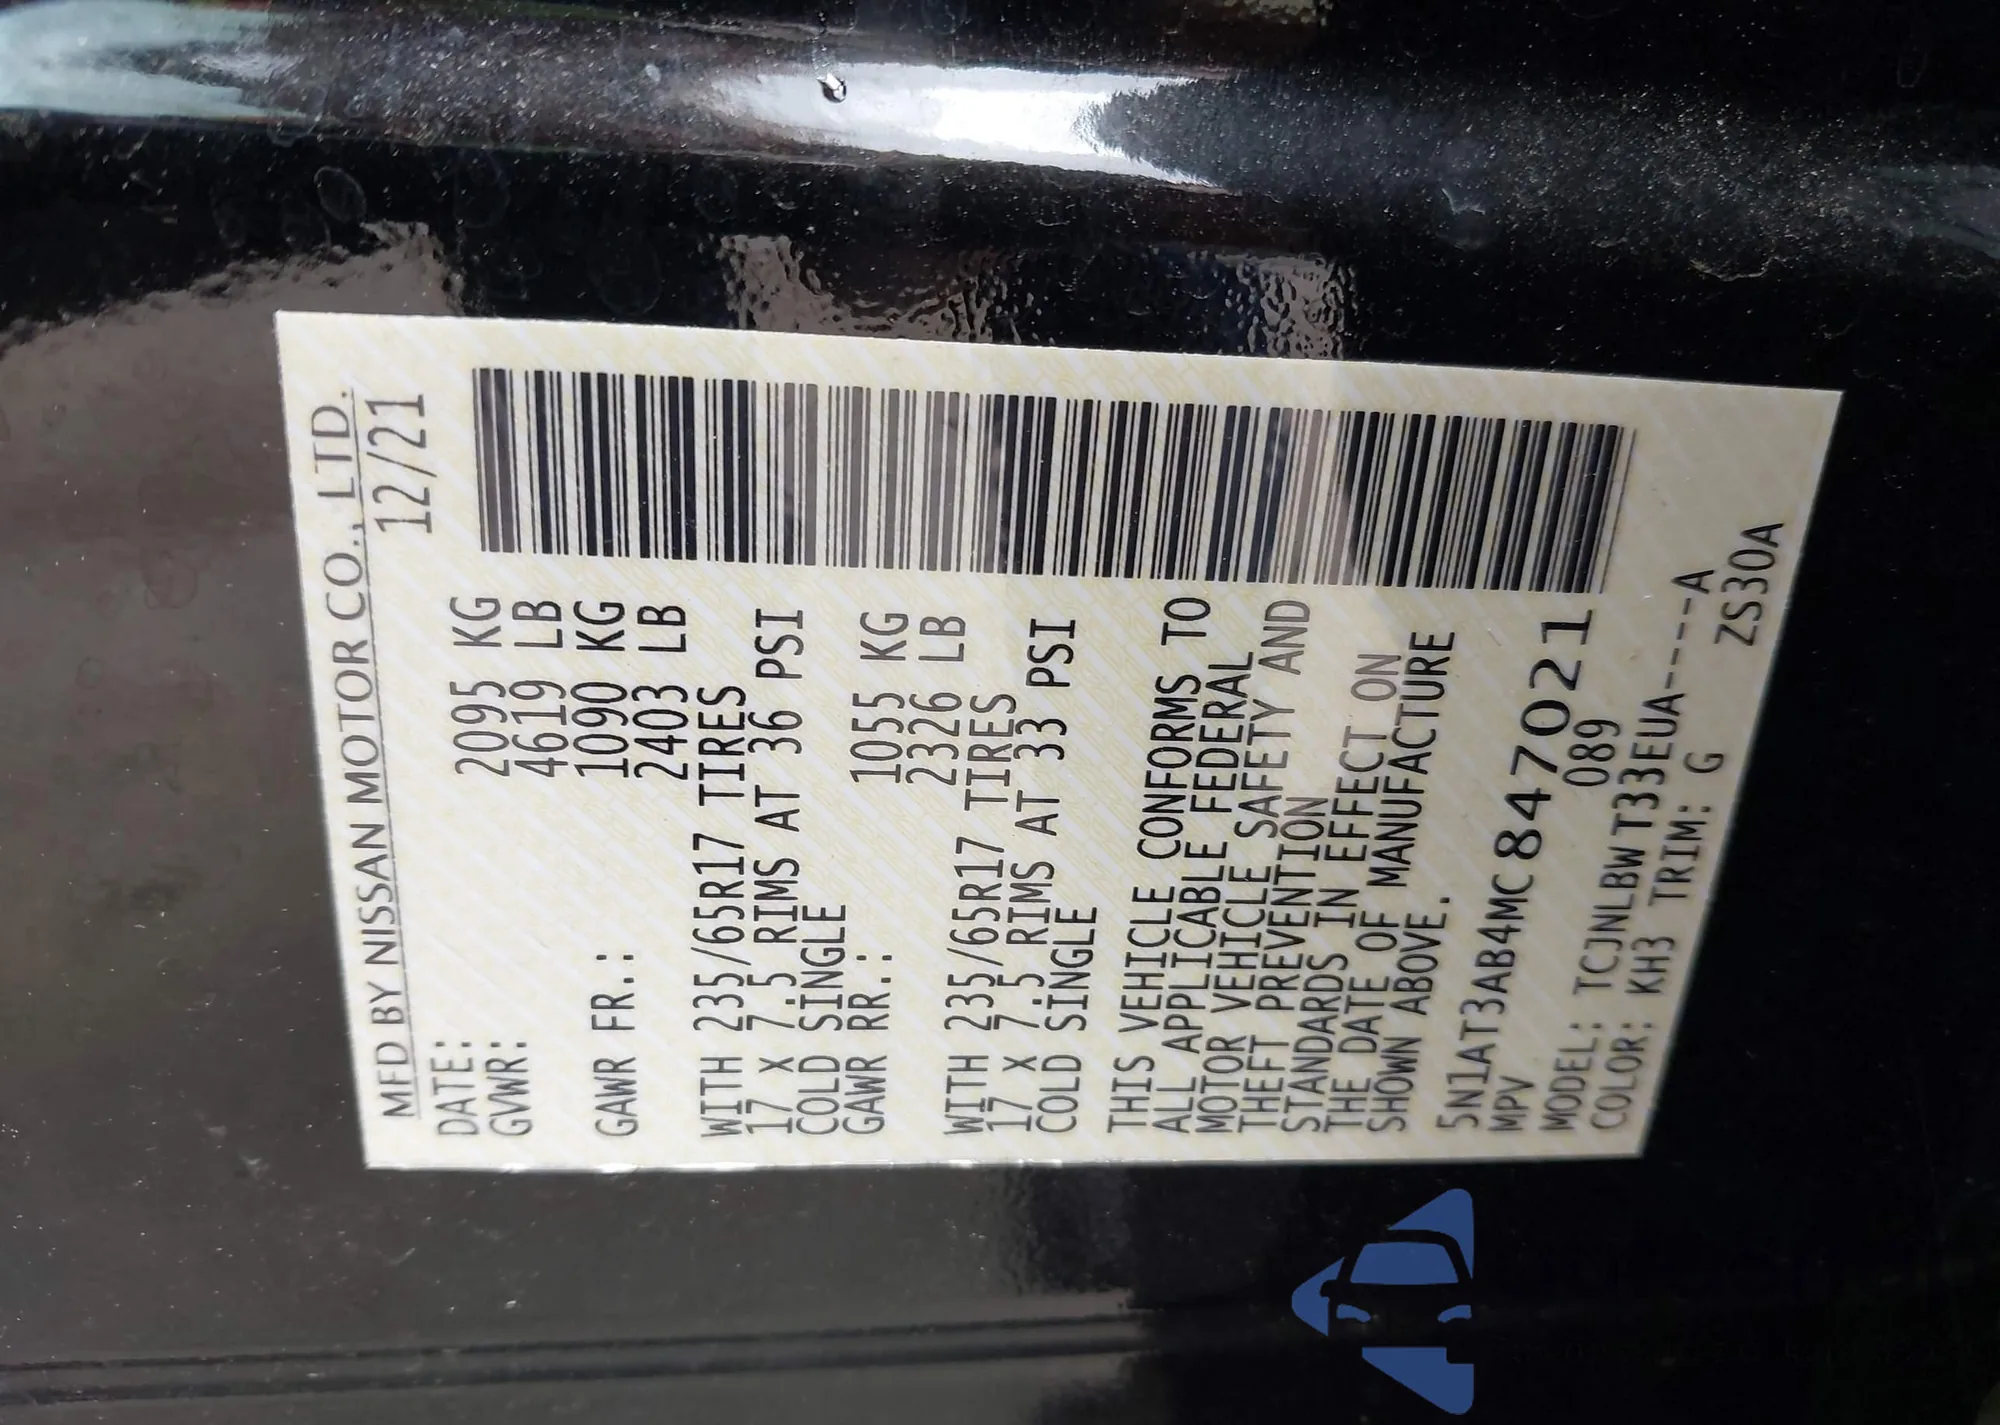 MFD BY NISSAN MOTOR CO., LTD.
DATE: 12/21
GVWR: 2095 KG
4619 LB
GAWR FR.: 1090 KG
2403 LB
WITH 235/65R17 TIRES
17 X 7.5 RIMS AT 36 PSI
COLD SINGLE
GAWR RR.: 1055 KG
2326 LB
WITH 235/65R17 TIRES
17 X 7.5 RIMS AT 33 PSI
COLD SINGLE
THIS VEHICLE CONFORMS TO
ALL APPLICABLE FEDERAL
MOTOR VEHICLE SAFETY AND
THEFT PREVENTION
STANDARDS IN EFFECT ON
THE DATE OF MANUFACTURE
SHOWN ABOVE.
5N1AT3AB4MC847021
MPV 089
MODEL: TCJNLBWT33EUA----A
COLOR: KH3 TRIM: G ZS30A